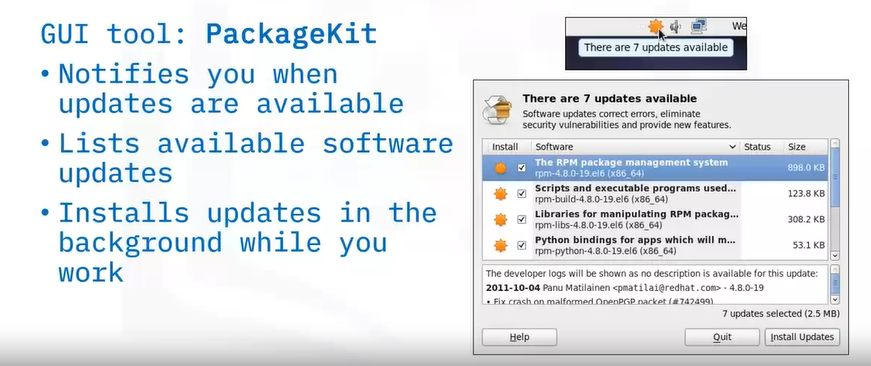 GUI tool: PackageKit
• Notifies you when
updates are available
• Lists available software
updates
• Installs updates in the
background while you
work
We
There are 7 updates available
There are 7 updates available
Software updates correct errors, eliminate
security vulnerabilities and provide new features.
Install Software Status Size
The RPM package management system
rpm-4.8.0-19.el6 (x86_64)
898.0 KB
Scripts and executable programs used...
rpm-build-4.8.0-19.el6 (x86_64)
123.8 KB
Libraries for manipulating RPM packag...
rpm-libs-4.8.0-19.el6 (x86_64)
308.2 KB
Python bindings for apps which will m...
rpm-python-4.8.0-19.el6 (x86_64)
53.1 KB
The developer logs will be shown as no description is available for this update:
2011-10-04 Panu Matilainen <pmatilai@redhat.com> - 4.8.0-19
• Fix crash on malformed OpenPGP packet (#742499)
7 updates selected (2.5 MB)
Help Quit Install Updates